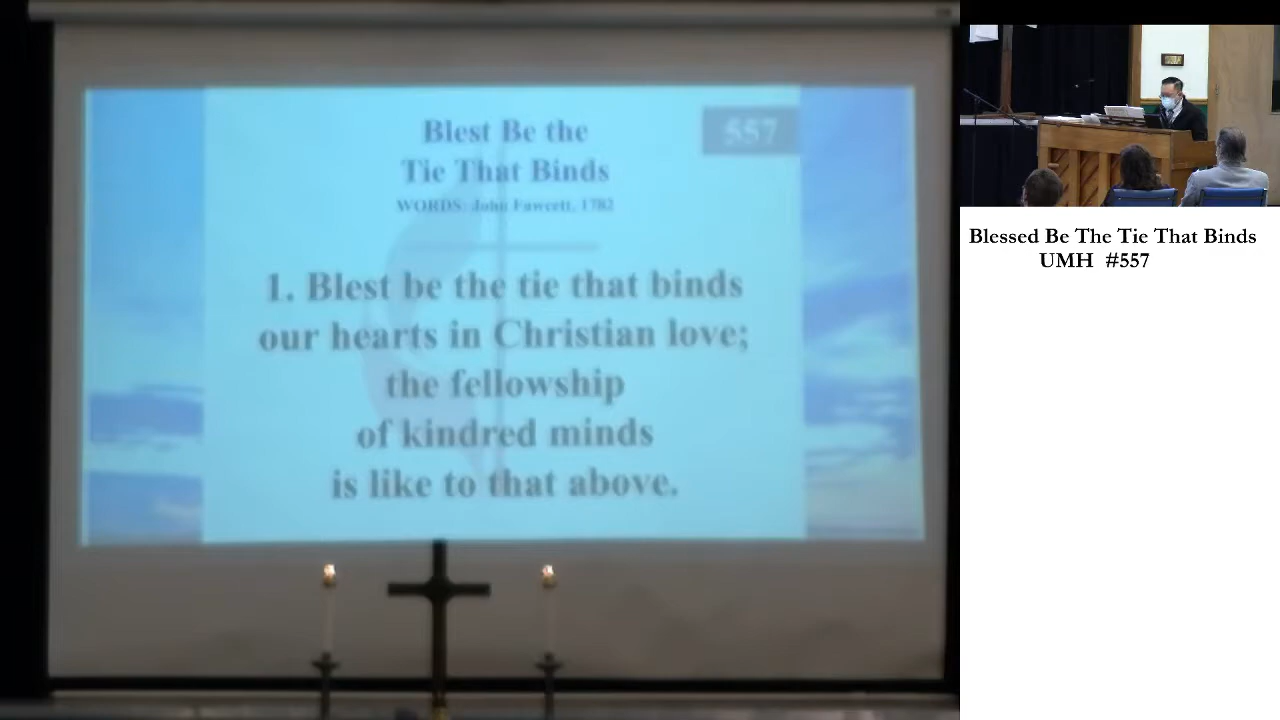 Blest Be the
Tie That Binds
557
WORDS: John Fawcett, 1782
1. Blest be the tie that binds
our hearts in Christian love;
the fellowship
of kindred minds
is like to that above.
Blessed Be The Tie That Binds
UMH #557